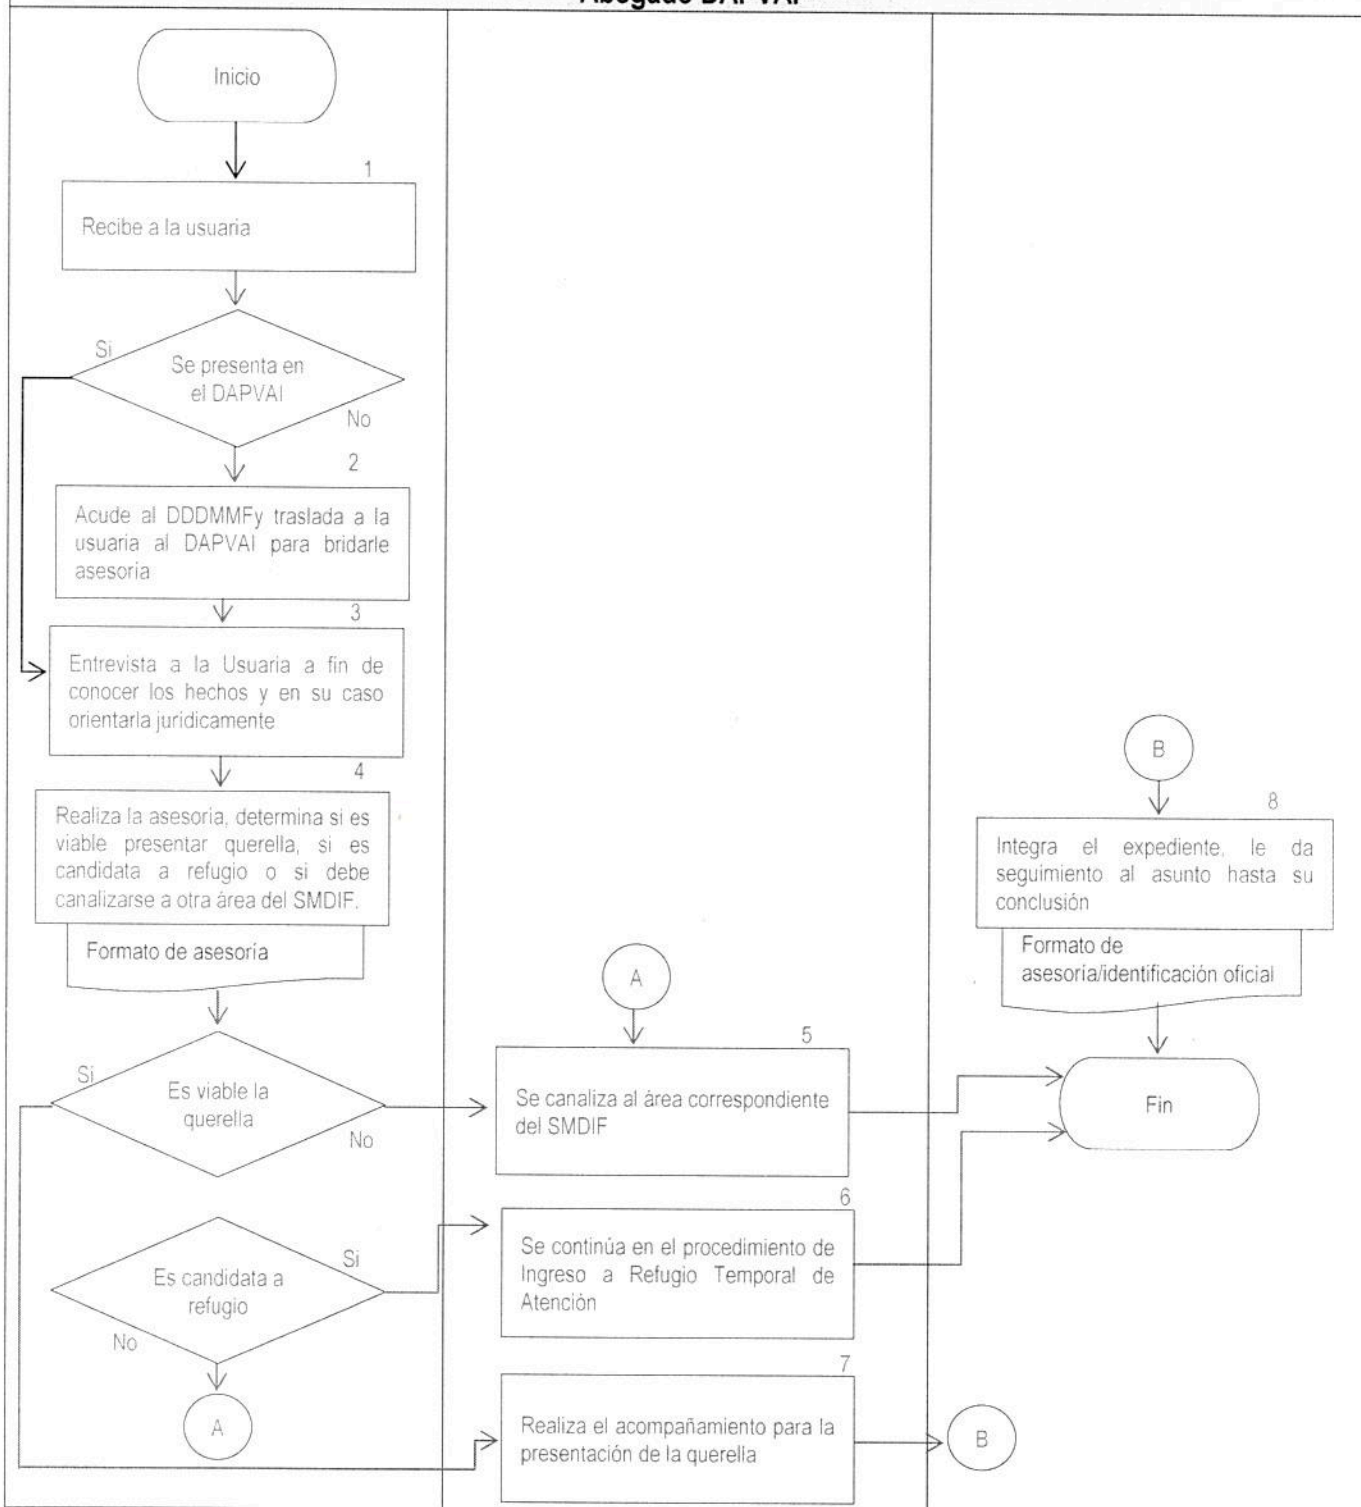 Abogado DAPVAI
Inicio
1
Recibe a la usuaria
Si
Se presenta en
el DAPVAI
No
2
Acude al DDDMMFy traslada a la
usuaria al DAPVAI para bridarle
asesoria
3
Entrevista a la Usuaria a fin de
conocer los hechos y en su caso
orientarla juridicamente
4
Realiza la asesoría, determina si es
viable presentar querella, si es
candidata a refugio o si debe
canalizarse a otra área del SMDIF.
Formato de asesoría
Si
Es viable la
querella
No
Es candidata a
refugio
Si
No
A
A
5
Se canaliza al área correspondiente
del SMDIF
6
Se continúa en el procedimiento de
Ingreso a Refugio Temporal de
Atención
7
Realiza el acompañamiento para la
presentación de la querella
B
B
8
Integra el expediente, le da
seguimiento al asunto hasta su
conclusión
Formato de
asesoría/identificación oficial
Fin